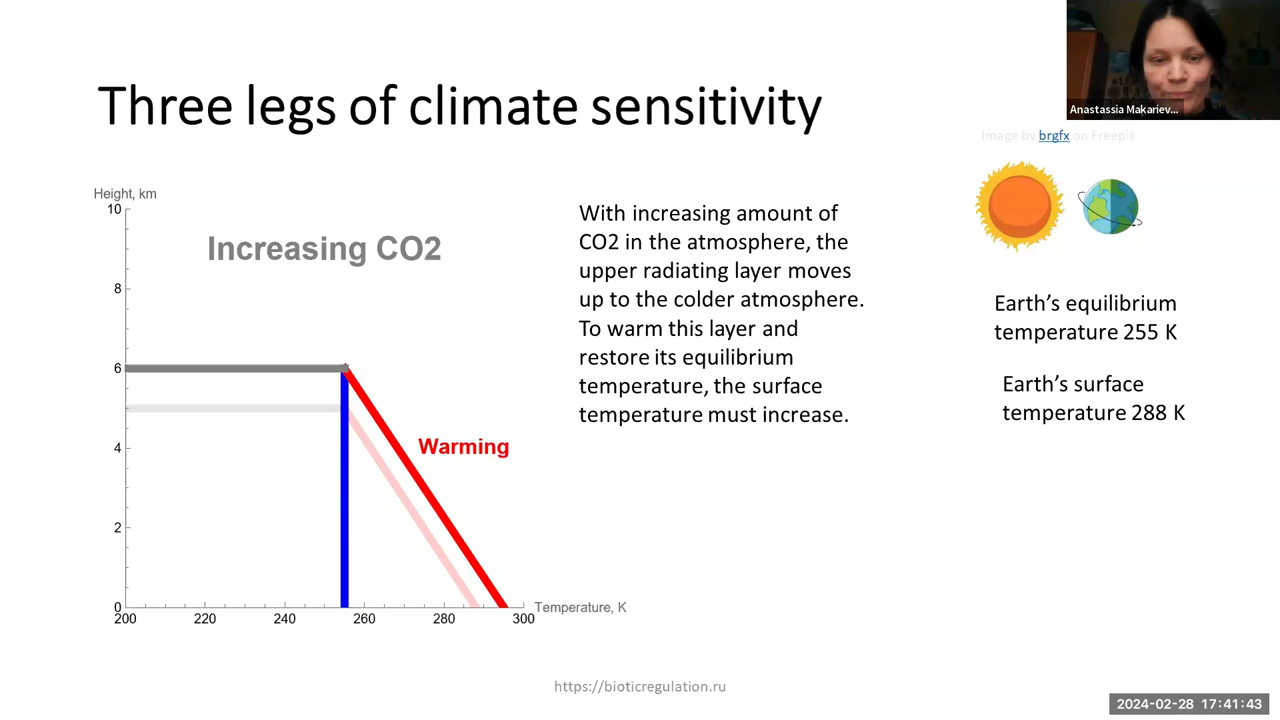 Three legs of climate sensitivity
Anastassia Makariev...
Image by brgfx on Freepik
Height, km
10
8
6
4
2
0
200
220
240
260
280
300
Temperature, K
Increasing CO2
Warming
With increasing amount of
CO2 in the atmosphere, the
upper radiating layer moves
up to the colder atmosphere.
To warm this layer and
restore its equilibrium
temperature, the surface
temperature must increase.
Earth’s equilibrium
temperature 255 K
Earth’s surface
temperature 288 K
https://bioticregulation.ru
2024-02-28 17:41:43